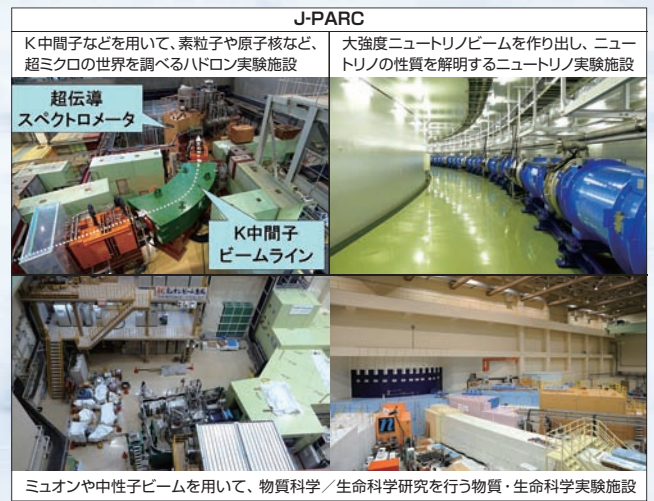 J-PARC
K中間子などを用いて、素粒子や原子核など、
超ミクロの世界を調べるハドロン実験施設
大強度ニュートリノビームを作り出し、ニュー
トリノの性質を解明するニュートリノ実験施設
超伝導
スペクトロメータ
K中間子
ビームライン
ミュオンや中性子ビームを用いて、物質科学／生命科学研究を行う物質・生命科学実験施設